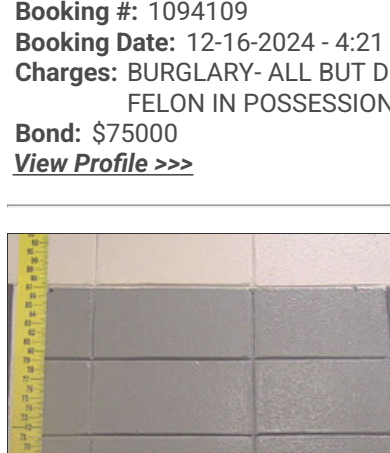 Booking #: 1094109
Booking Date: 12-16-2024 - 4:21
Charges: BURGLARY- ALL BUT D
FELON IN POSSESSION
Bond: $75000
View Profile >>>